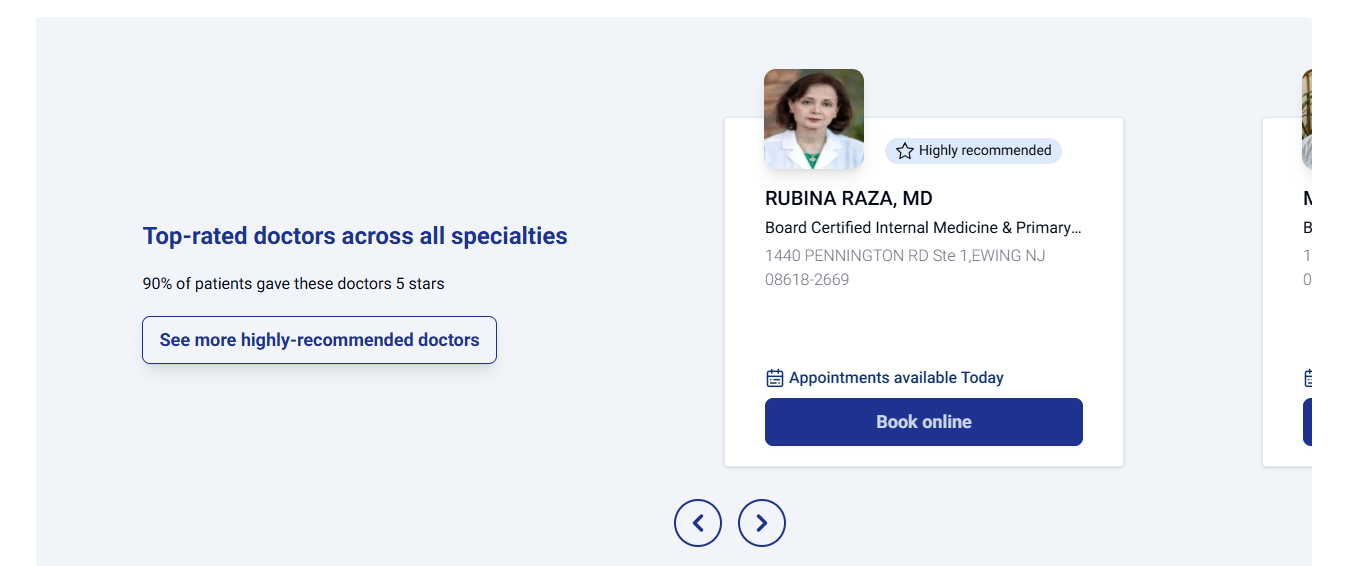 Top-rated doctors across all specialties
90% of patients gave these doctors 5 stars
See more highly-recommended doctors
Highly recommended
RUBINA RAZA, MD
Board Certified Internal Medicine & Primary...
1440 PENNINGTON RD Ste 1,EWING NJ
08618-2669
Appointments available Today
Book online